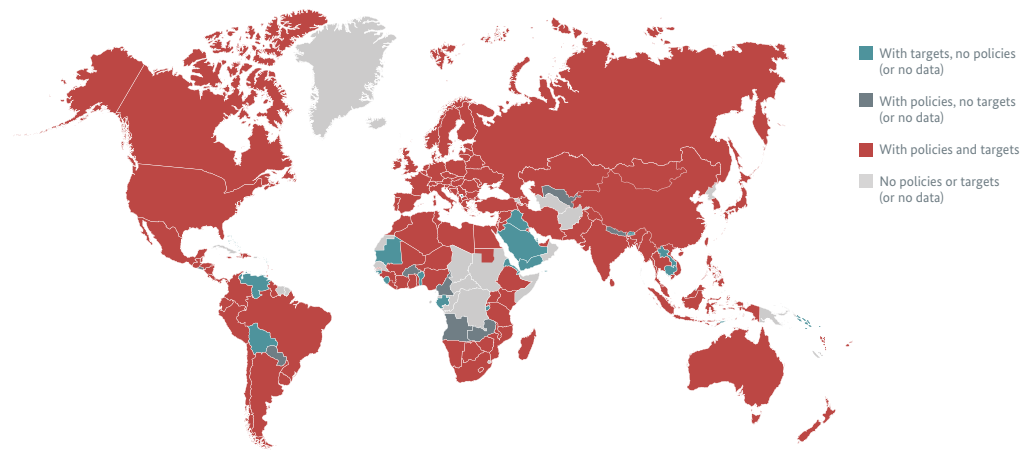 With targets, no policies
(or no data)
With policies, no targets
(or no data)
With policies and targets
No policies or targets
(or no data)